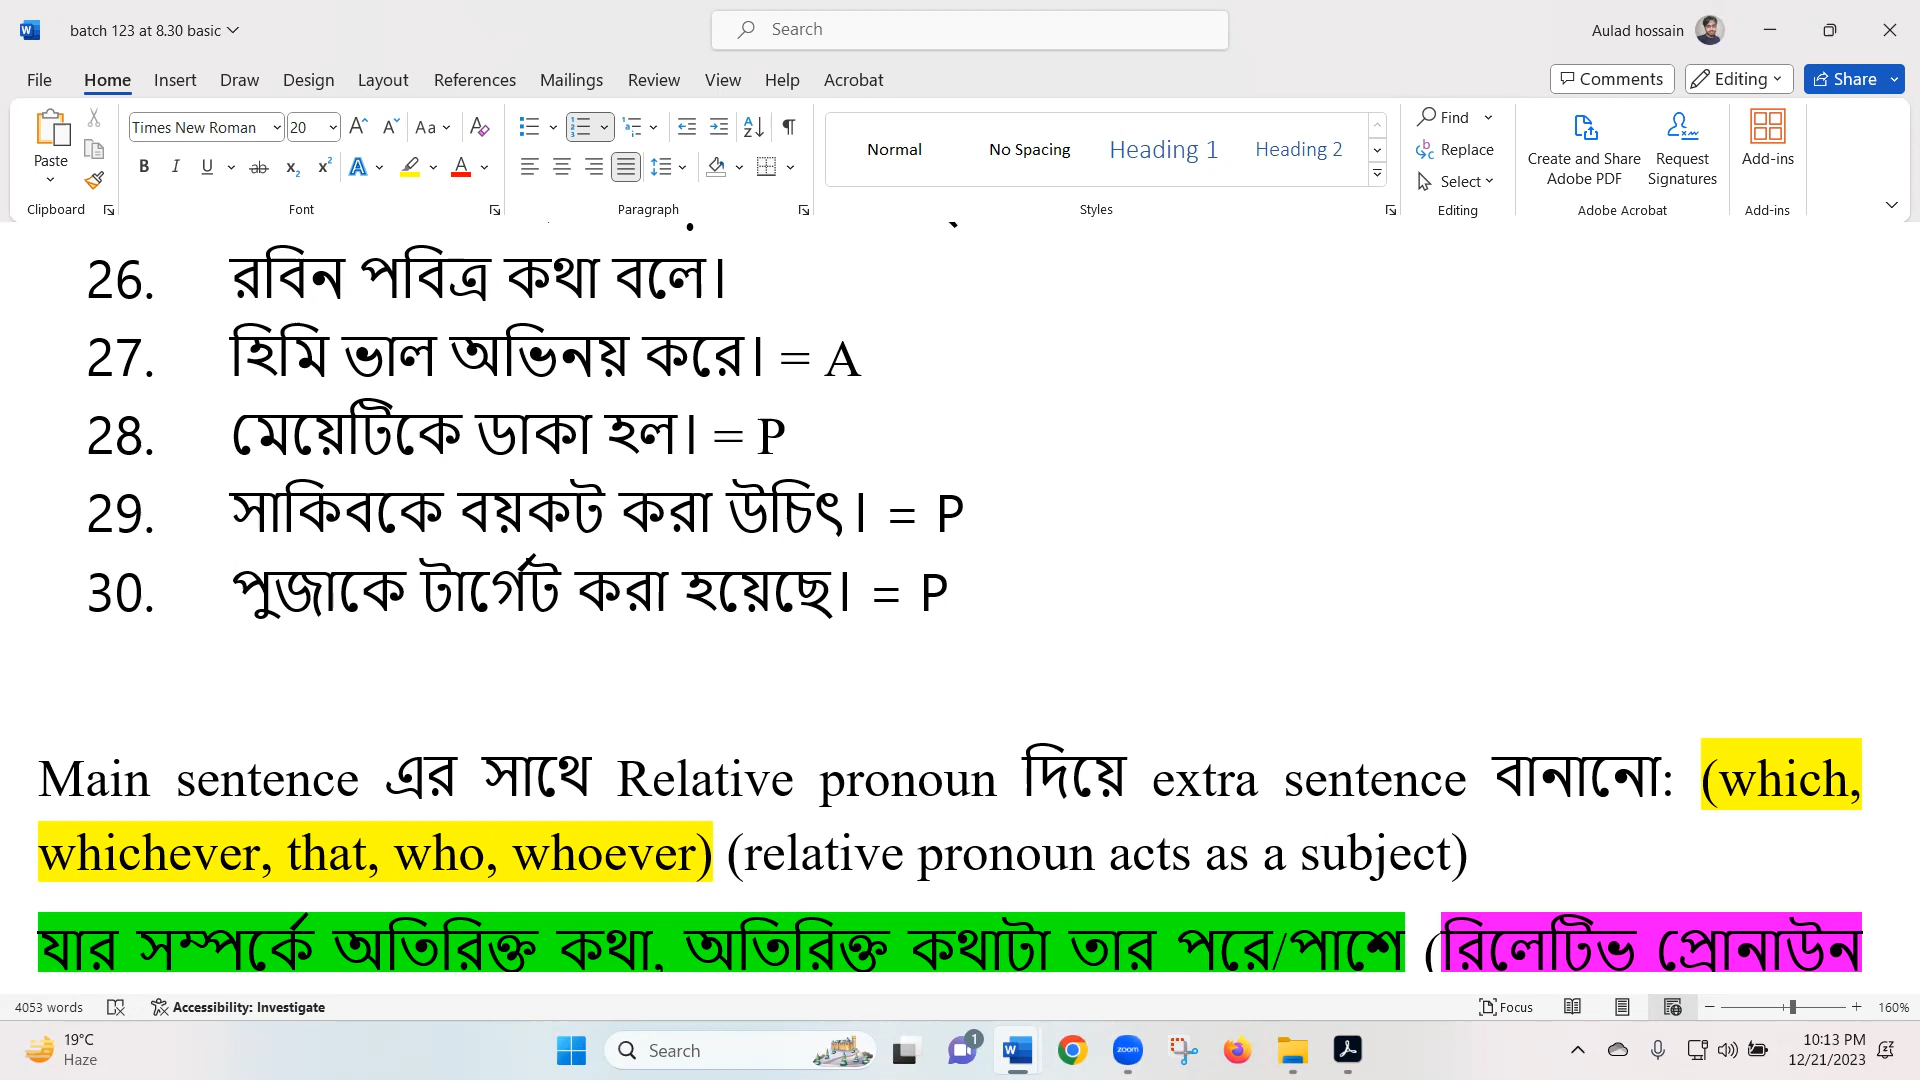 batch 123 at 8.30 basic
Search
Aulad hossain
File Home Insert Draw Design Layout References Mailings Review View Help Acrobat
Comments Editing Share
Paste
Times New Roman 20
Aa
B I U ab x₂ x² A A
Normal No Spacing Heading 1 Heading 2
Find
Replace
Select
Create and Share Adobe PDF
Request Signatures
Add-ins
Clipboard Font Paragraph Styles Editing Adobe Acrobat Add-ins
26. রবিন পবিত্র কথা বলে।
27. হিমি ভাল অভিনয় করে। = A
28. মেয়েটিকে ডাকা হল। = P
29. সাকিবকে বয়কট করা উচিৎ। = P
30. পুজাকে টার্গেট করা হয়েছে। = P
Main sentence এর সাথে Relative pronoun দিয়ে extra sentence বানানো: (which,
whichever, that, who, whoever) (relative pronoun acts as a subject)
যার সম্পর্কে অতিরিক্ত কথা, অতিরিক্ত কথাটা তার পরে/পাশে (রিলেটিভ প্রোনাউন
4053 words Accessibility: Investigate Focus 160%
19°C
Haze
Search
1
zoom
10:13 PM
12/21/2023